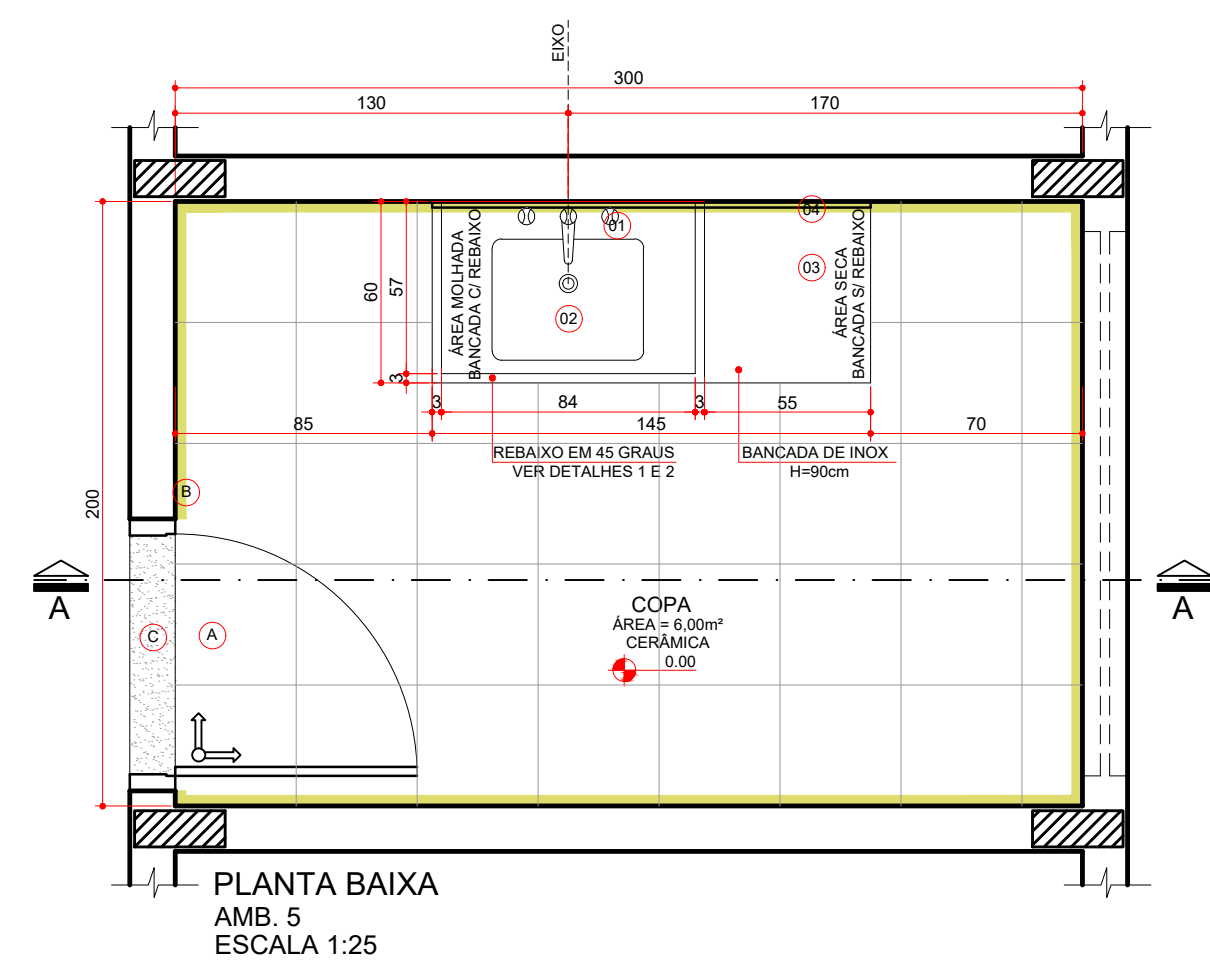 EIXO
300
130
170
ÁREA MOLHADA
BANCADA C/ REBAIXO
01
04
03
02
ÁREA SECA
BANCADA S/ REBAIXO
60
57
3
3
84
3
55
85
145
70
REBAIXO EM 45 GRAUS
VER DETALHES 1 E 2
BANCADA DE INOX
H=90cm
B
200
A
A
COPA
ÁREA = 6,00m²
CERÂMICA
0.00
C
A
PLANTA BAIXA
AMB. 5
ESCALA 1:25